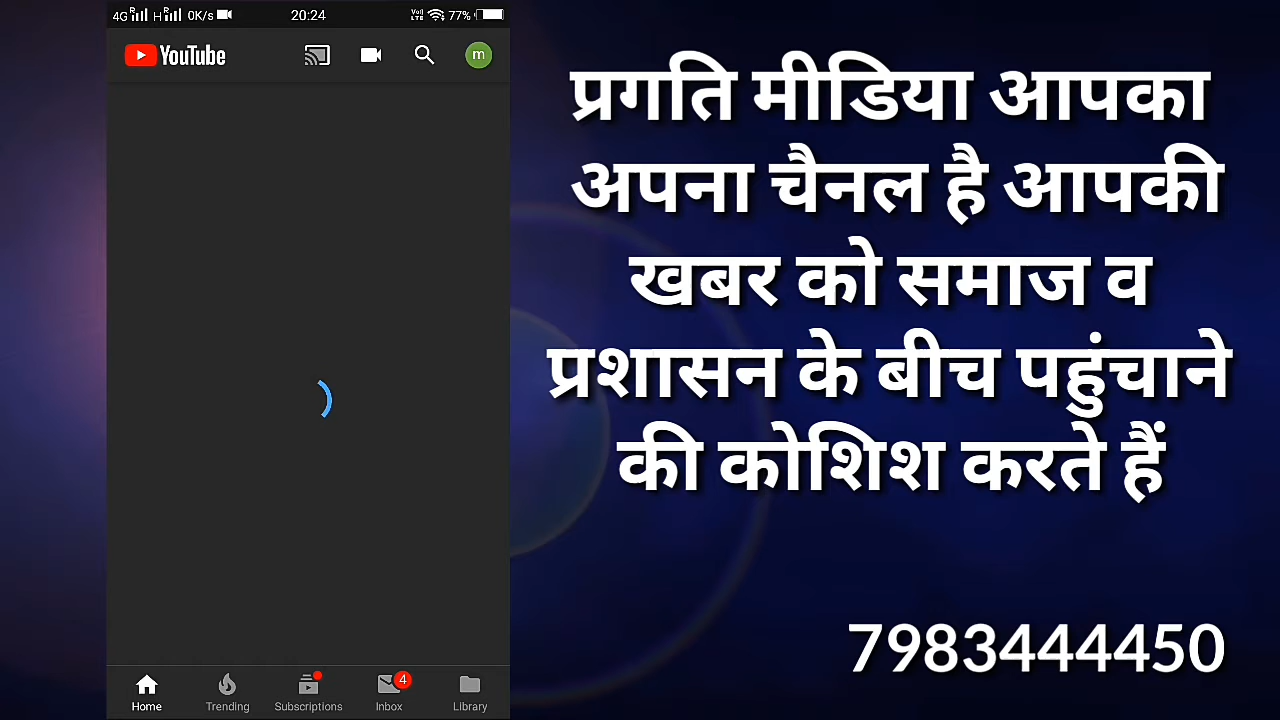 4G R H R 0K/s 20:24 VoLTE 77%
YouTube m
प्रगति मीडिया आपका
अपना चैनल है आपकी
खबर को समाज व
प्रशासन के बीच पहुंचाने
की कोशिश करते हैं
7983444450
4
Home Trending Subscriptions Inbox Library